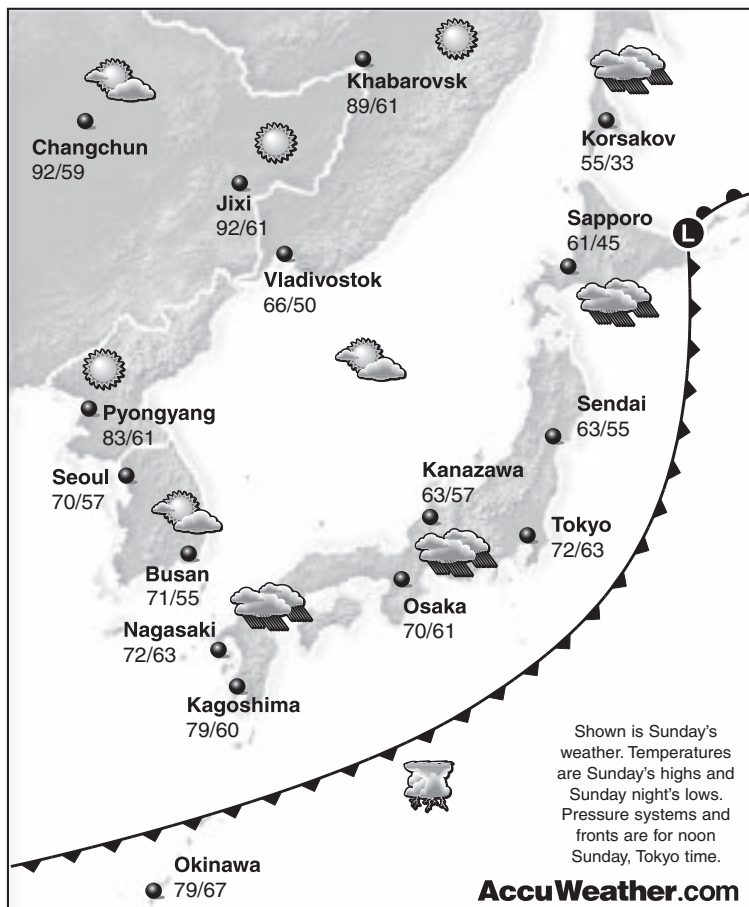 Khabarovsk
89/61
Changchun
92/59
Korsakov
55/33
Jixi
92/61
Sapporo
61/45
L
Vladivostok
66/50
Pyongyang
83/61
Sendai
63/55
Seoul
70/57
Kanazawa
63/57
Tokyo
72/63
Busan
71/55
Osaka
70/61
Nagasaki
72/63
Kagoshima
79/60
Shown is Sunday's
weather. Temperatures
are Sunday's highs and
Sunday night's lows.
Pressure systems and
fronts are for noon
Sunday, Tokyo time.
Okinawa
79/67
AccuWeather.com